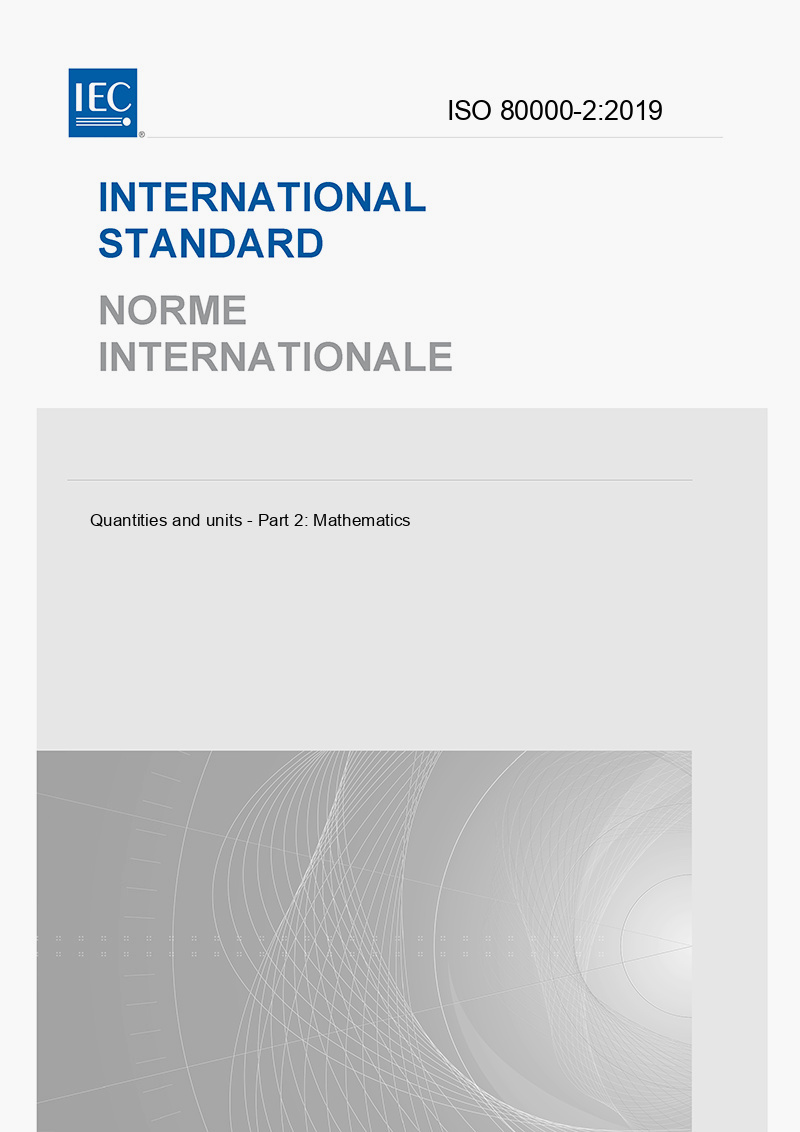 IEC
®
ISO 80000-2:2019
INTERNATIONAL
STANDARD
NORME
INTERNATIONALE
Quantities and units - Part 2: Mathematics